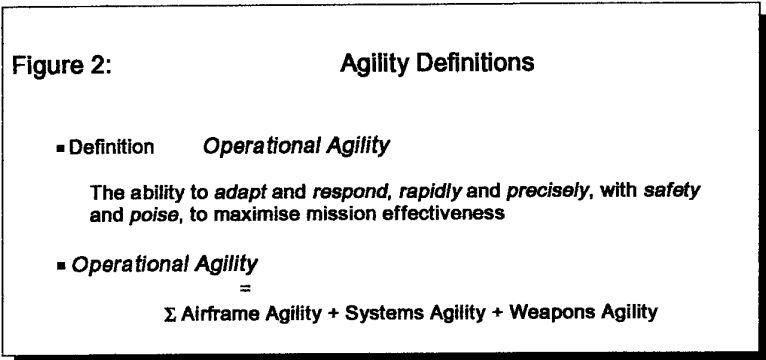 Figure 2: Agility Definitions
▪ Definition Operational Agility
The ability to adapt and respond, rapidly and precisely, with safety
and poise, to maximise mission effectiveness
▪ Operational Agility
=
Σ Airframe Agility + Systems Agility + Weapons Agility